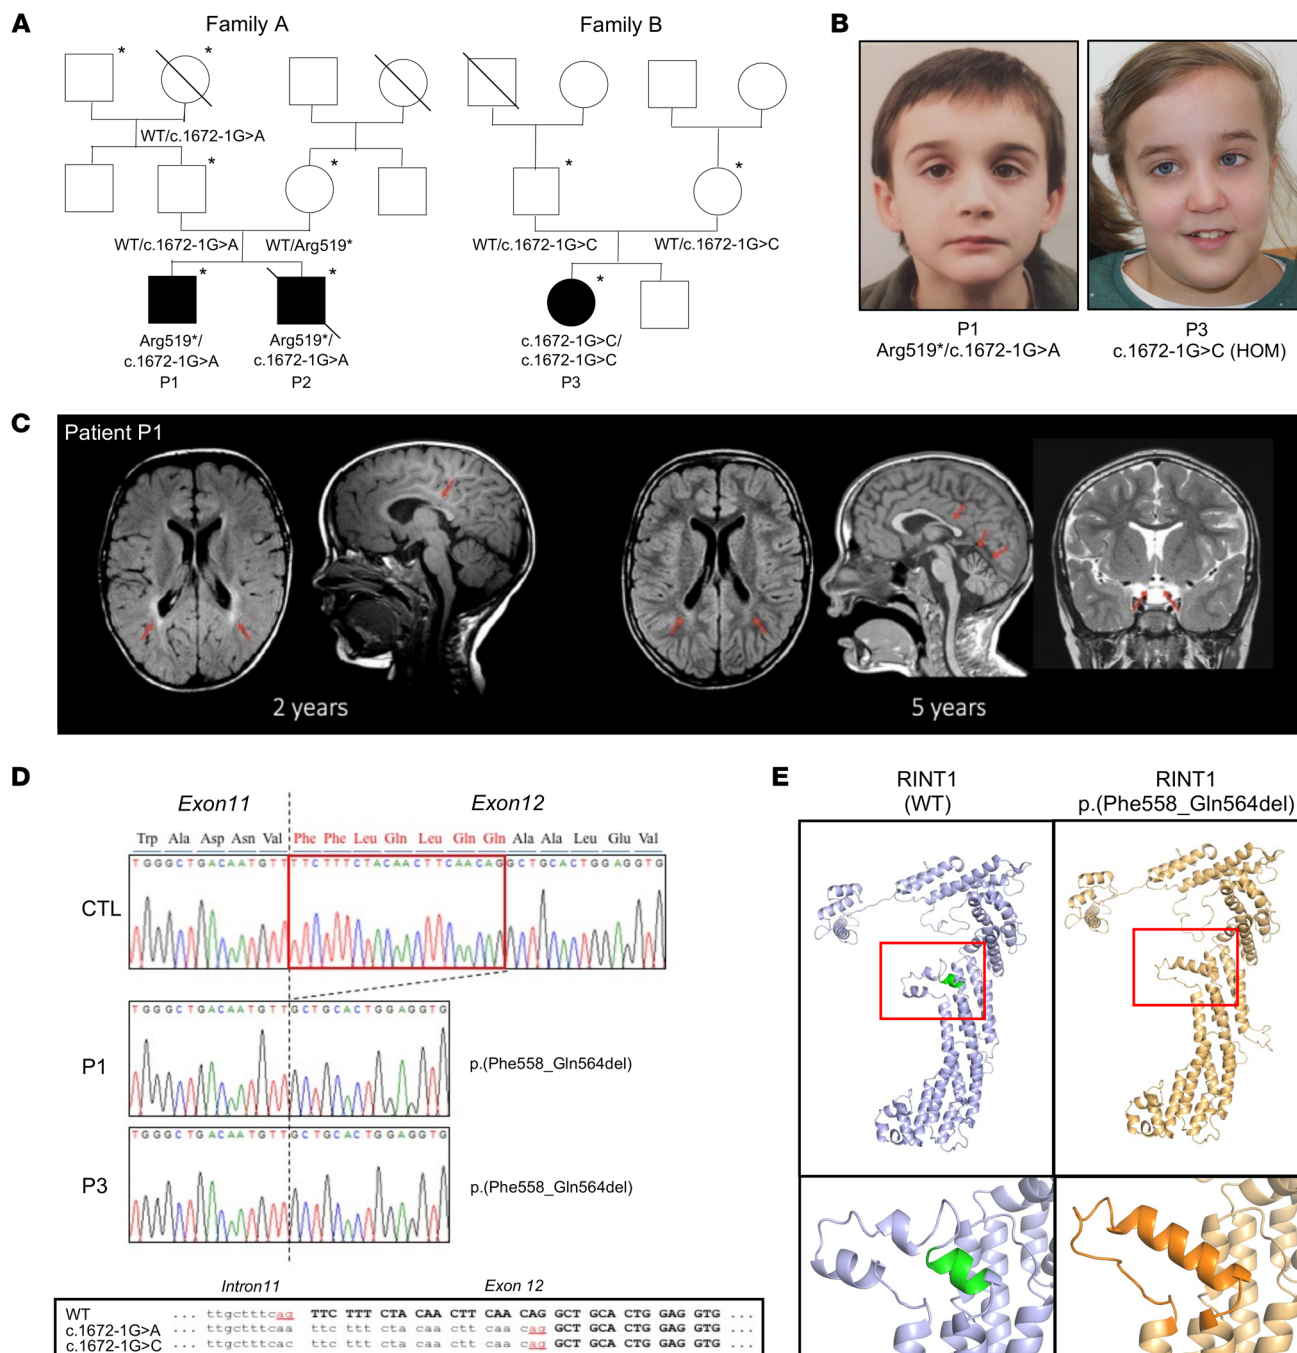 A
Family A
Family B
*
*
WT/c.1672-1G>A
*
*
*
*
WT/c.1672-1G>A
WT/Arg519*
WT/c.1672-1G>C
WT/c.1672-1G>C
*
*
*
Arg519*/
c.1672-1G>A
P1
Arg519*/
c.1672-1G>A
P2
c.1672-1G>C/
c.1672-1G>C
P3
B
P1
Arg519*/c.1672-1G>A
P3
c.1672-1G>C (HOM)
C
Patient P1
2 years
5 years
D
Exon11
Exon12
Trp Ala Asp Asn Val Phe Phe Leu Gln Leu Gln Gln Ala Ala Leu Glu Val
TGGGCTGACAATGTTTTCTTTCTACAACTTCAACAGGCTGCACTGGAGGTG
CTL
TGGGCTGACAATGTTGCTGCACTGGAGGTG
P1
p.(Phe558_Gln564del)
TGGGCTGACAATGTTGCTGCACTGGAGGTG
P3
p.(Phe558_Gln564del)
Intron11
Exon 12
WT ... ttgctttcag TTC TTT CTA CAA CTT CAA CAG GCT GCA CTG GAG GTG ...
c.1672-1G>A ... ttgctttcaa ttc ttt cta caa ctt caa cag GCT GCA CTG GAG GTG ...
c.1672-1G>C ... ttgctttcac ttc ttt cta caa ctt caa cag GCT GCA CTG GAG GTG ...
E
RINT1
(WT)
RINT1
p.(Phe558_Gln564del)